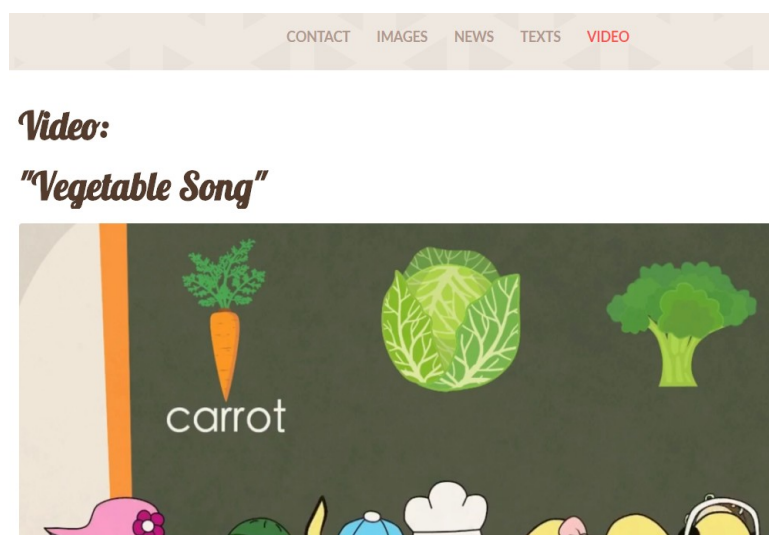 CONTACT IMAGES NEWS TEXTS VIDEO
Video:
"Vegetable Song"
carrot